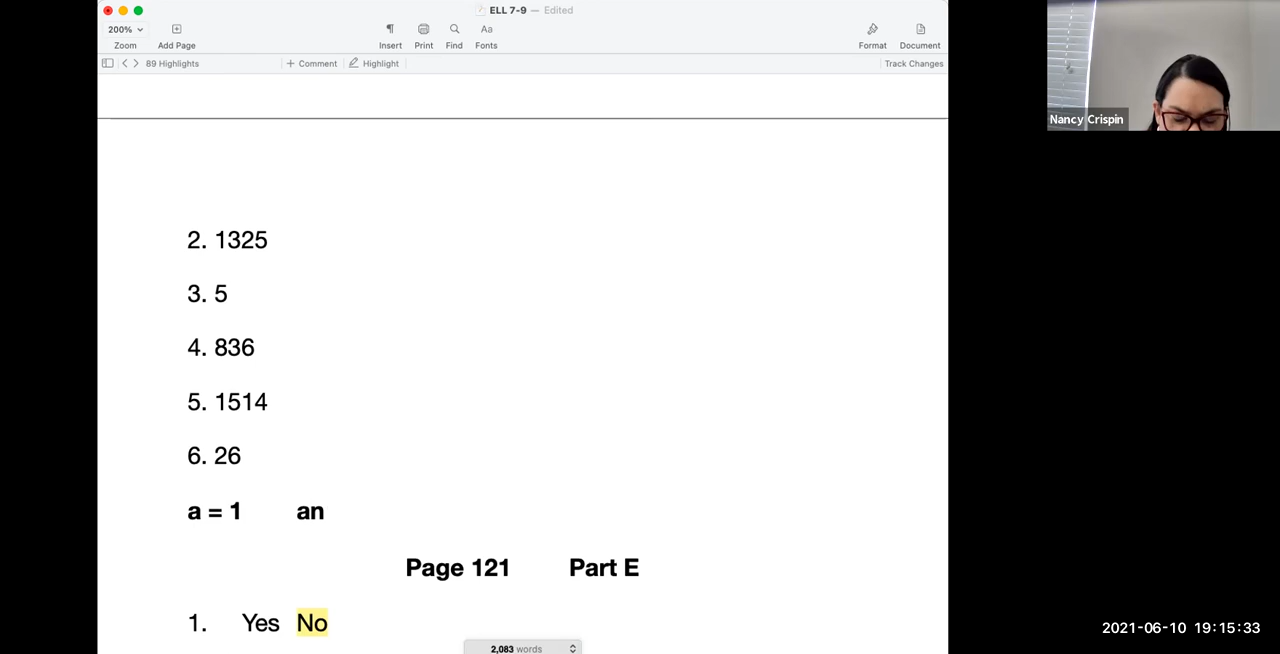 ELL 7-9 — Edited
200%
Zoom Add Page Insert Print Find Fonts Format Document
Aa
89 Highlights + Comment Highlight Track Changes
Nancy Crispin
2. 1325
3. 5
4. 836
5. 1514
6. 26
a = 1 an
Page 121 Part E
1. Yes No
2,083 words
2021-06-10 19:15:33